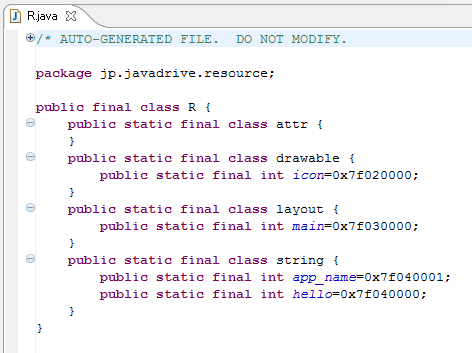 R.java
/* AUTO-GENERATED FILE.  DO NOT MODIFY.
package jp.javadrive.resource;
public final class R {
    public static final class attr {
    }
    public static final class drawable {
        public static final int icon=0x7f020000;
    }
    public static final class layout {
        public static final int main=0x7f030000;
    }
    public static final class string {
        public static final int app_name=0x7f040001;
        public static final int hello=0x7f040000;
    }
}